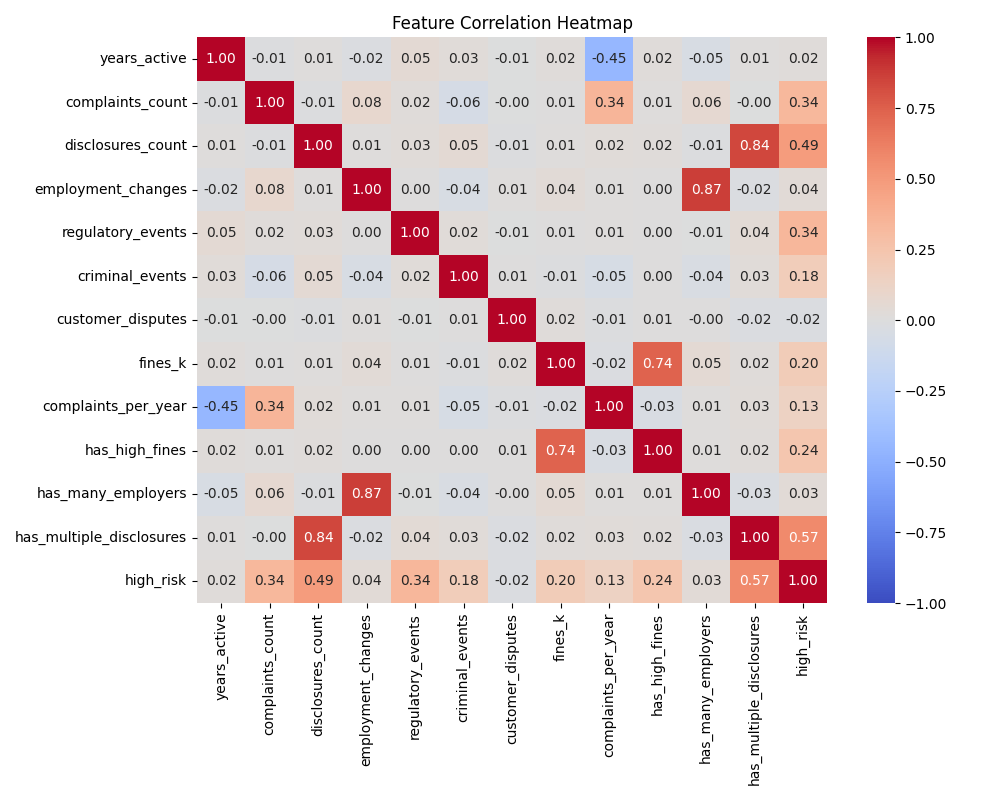 Feature Correlation Heatmap
years_active 1.00 -0.01 0.01 -0.02 0.05 0.03 -0.01 0.02 -0.45 0.02 -0.05 0.01 0.02
complaints_count -0.01 1.00 -0.01 0.08 0.02 -0.06 -0.00 0.01 0.34 0.01 0.06 -0.00 0.34
disclosures_count 0.01 -0.01 1.00 0.01 0.03 0.05 -0.01 0.01 0.02 0.02 -0.01 0.84 0.49
employment_changes -0.02 0.08 0.01 1.00 0.00 -0.04 0.01 0.04 0.01 0.00 0.87 -0.02 0.04
regulatory_events 0.05 0.02 0.03 0.00 1.00 0.02 -0.01 0.01 0.01 0.00 -0.01 0.04 0.34
criminal_events 0.03 -0.06 0.05 -0.04 0.02 1.00 0.01 -0.01 -0.05 0.00 -0.04 0.03 0.18
customer_disputes -0.01 -0.00 -0.01 0.01 -0.01 0.01 1.00 0.02 -0.01 0.01 -0.00 -0.02 -0.02
fines_k 0.02 0.01 0.01 0.04 0.01 -0.01 0.02 1.00 -0.02 0.74 0.05 0.02 0.20
complaints_per_year -0.45 0.34 0.02 0.01 0.01 -0.05 -0.01 -0.02 1.00 -0.03 0.01 0.03 0.13
has_high_fines 0.02 0.01 0.02 0.00 0.00 0.00 0.01 0.74 -0.03 1.00 0.01 0.02 0.24
has_many_employers -0.05 0.06 -0.01 0.87 -0.01 -0.04 -0.00 0.05 0.01 0.01 1.00 -0.03 0.03
has_multiple_disclosures 0.01 -0.00 0.84 -0.02 0.04 0.03 -0.02 0.02 0.03 0.02 -0.03 1.00 0.57
high_risk 0.02 0.34 0.49 0.04 0.34 0.18 -0.02 0.20 0.13 0.24 0.03 0.57 1.00
years_active
complaints_count
disclosures_count
employment_changes
regulatory_events
criminal_events
customer_disputes
fines_k
complaints_per_year
has_high_fines
has_many_employers
has_multiple_disclosures
high_risk
1.00
0.75
0.50
0.25
0.00
−0.25
−0.50
−0.75
−1.00